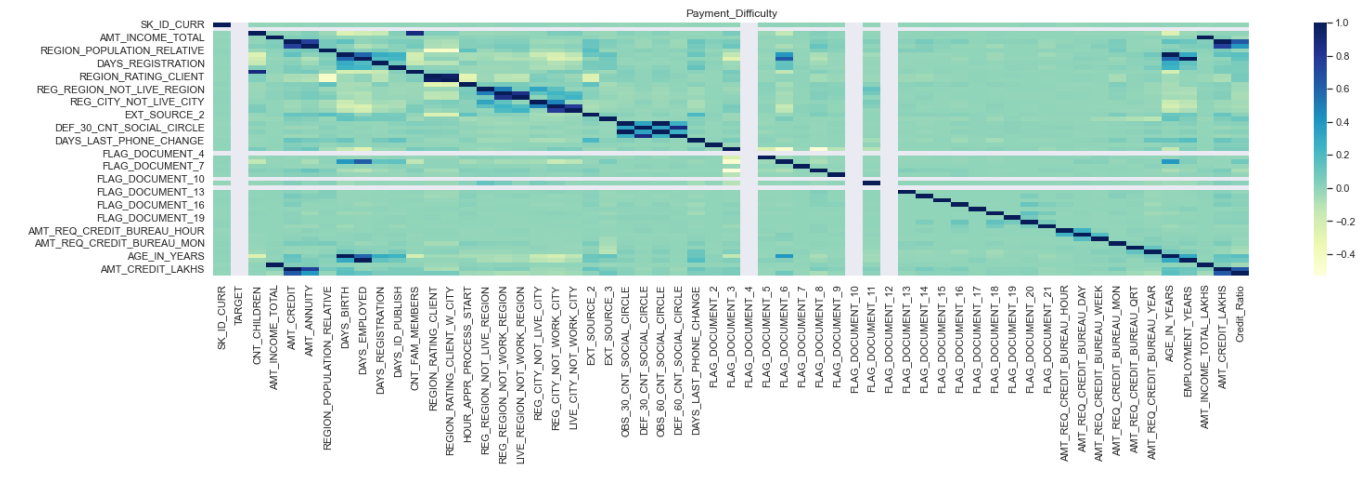 Payment_Difficulty
SK_ID_CURR
AMT_INCOME_TOTAL
REGION_POPULATION_RELATIVE
DAYS_REGISTRATION
REGION_RATING_CLIENT
REG_REGION_NOT_LIVE_REGION
REG_CITY_NOT_LIVE_CITY
EXT_SOURCE_2
DEF_30_CNT_SOCIAL_CIRCLE
DAYS_LAST_PHONE_CHANGE
FLAG_DOCUMENT_4
FLAG_DOCUMENT_7
FLAG_DOCUMENT_10
FLAG_DOCUMENT_13
FLAG_DOCUMENT_16
FLAG_DOCUMENT_19
AMT_REQ_CREDIT_BUREAU_HOUR
AMT_REQ_CREDIT_BUREAU_MON
AGE_IN_YEARS
AMT_CREDIT_LAKHS
SK_ID_CURR
TARGET
CNT_CHILDREN
AMT_INCOME_TOTAL
AMT_CREDIT
AMT_ANNUITY
REGION_POPULATION_RELATIVE
DAYS_BIRTH
DAYS_EMPLOYED
DAYS_REGISTRATION
DAYS_ID_PUBLISH
CNT_FAM_MEMBERS
REGION_RATING_CLIENT
REGION_RATING_CLIENT_W_CITY
HOUR_APPR_PROCESS_START
REG_REGION_NOT_LIVE_REGION
REG_REGION_NOT_WORK_REGION
LIVE_REGION_NOT_WORK_REGION
REG_CITY_NOT_LIVE_CITY
REG_CITY_NOT_WORK_CITY
LIVE_CITY_NOT_WORK_CITY
EXT_SOURCE_2
EXT_SOURCE_3
OBS_30_CNT_SOCIAL_CIRCLE
DEF_30_CNT_SOCIAL_CIRCLE
OBS_60_CNT_SOCIAL_CIRCLE
DEF_60_CNT_SOCIAL_CIRCLE
DAYS_LAST_PHONE_CHANGE
FLAG_DOCUMENT_2
FLAG_DOCUMENT_3
FLAG_DOCUMENT_4
FLAG_DOCUMENT_5
FLAG_DOCUMENT_6
FLAG_DOCUMENT_7
FLAG_DOCUMENT_8
FLAG_DOCUMENT_9
FLAG_DOCUMENT_10
FLAG_DOCUMENT_11
FLAG_DOCUMENT_12
FLAG_DOCUMENT_13
FLAG_DOCUMENT_14
FLAG_DOCUMENT_15
FLAG_DOCUMENT_16
FLAG_DOCUMENT_17
FLAG_DOCUMENT_18
FLAG_DOCUMENT_19
FLAG_DOCUMENT_20
FLAG_DOCUMENT_21
AMT_REQ_CREDIT_BUREAU_HOUR
AMT_REQ_CREDIT_BUREAU_DAY
AMT_REQ_CREDIT_BUREAU_WEEK
AMT_REQ_CREDIT_BUREAU_MON
AMT_REQ_CREDIT_BUREAU_QRT
AMT_REQ_CREDIT_BUREAU_YEAR
AGE_IN_YEARS
EMPLOYMENT_YEARS
AMT_INCOME_TOTAL_LAKHS
AMT_CREDIT_LAKHS
Credit_Ratio
1.0
0.8
0.6
0.4
0.2
0.0
-0.2
-0.4